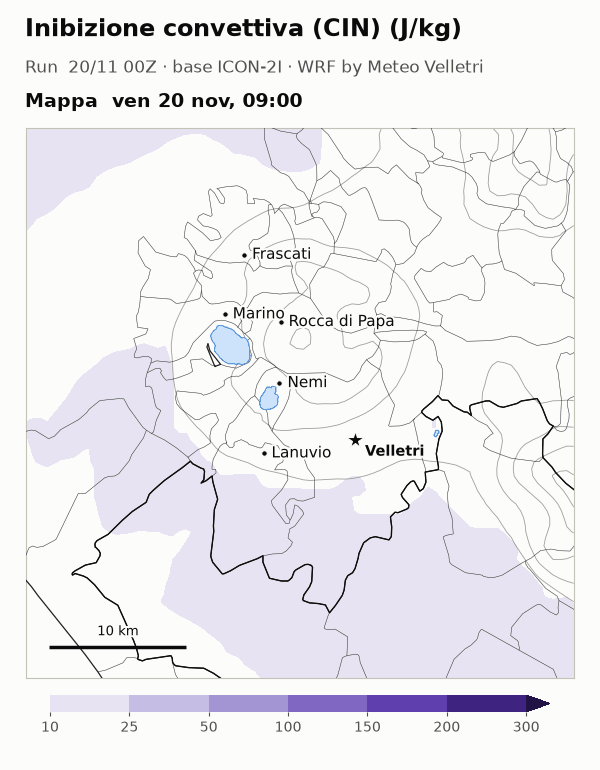 Inibizione convettiva (CIN) (J/kg)
Run  20/11 00Z · base ICON-2I · WRF by Meteo Velletri
Mappa  ven 20 nov, 09:00
Frascati
Marino
Rocca di Papa
Nemi
Lanuvio
Velletri
10 km
10 25 50 100 150 200 300